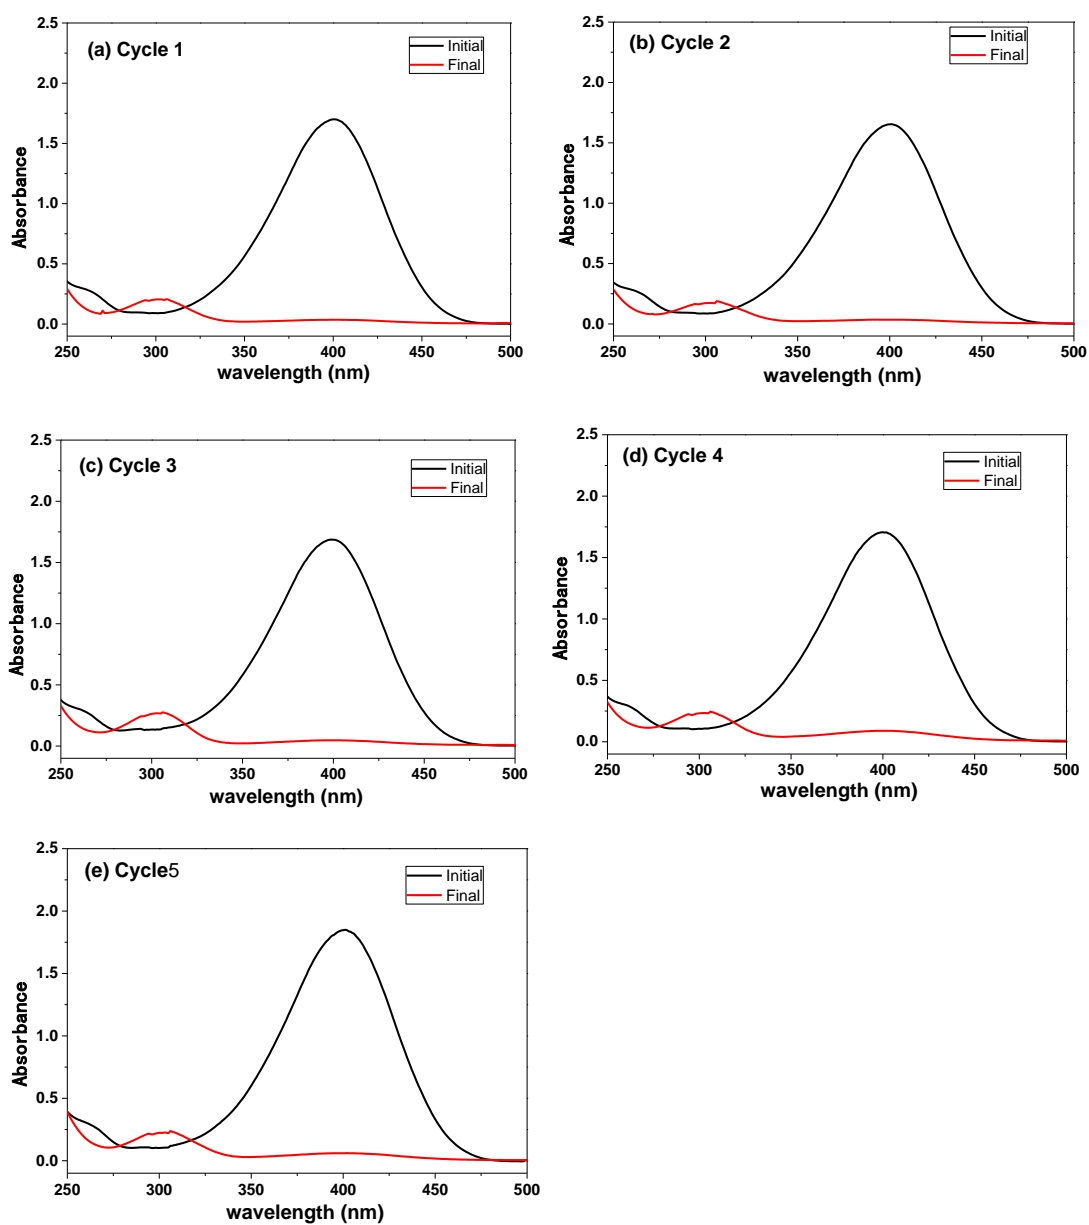 (a) Cycle 1
Initial
Final
2.5
2.0
1.5
1.0
0.5
0.0
Absorbance
250
300
350
400
450
500
wavelength (nm)
(b) Cycle 2
Initial
Final
2.5
2.0
1.5
1.0
0.5
0.0
Absorbance
250
300
350
400
450
500
wavelength (nm)
(c) Cycle 3
Initial
Final
2.5
2.0
1.5
1.0
0.5
0.0
Absorbance
250
300
350
400
450
500
wavelength (nm)
(d) Cycle 4
Initial
Final
2.5
2.0
1.5
1.0
0.5
0.0
Absorbance
250
300
350
400
450
500
wavelength (nm)
(e) Cycle5
Initial
Final
2.5
2.0
1.5
1.0
0.5
0.0
Absorbance
250
300
350
400
450
500
wavelength (nm)